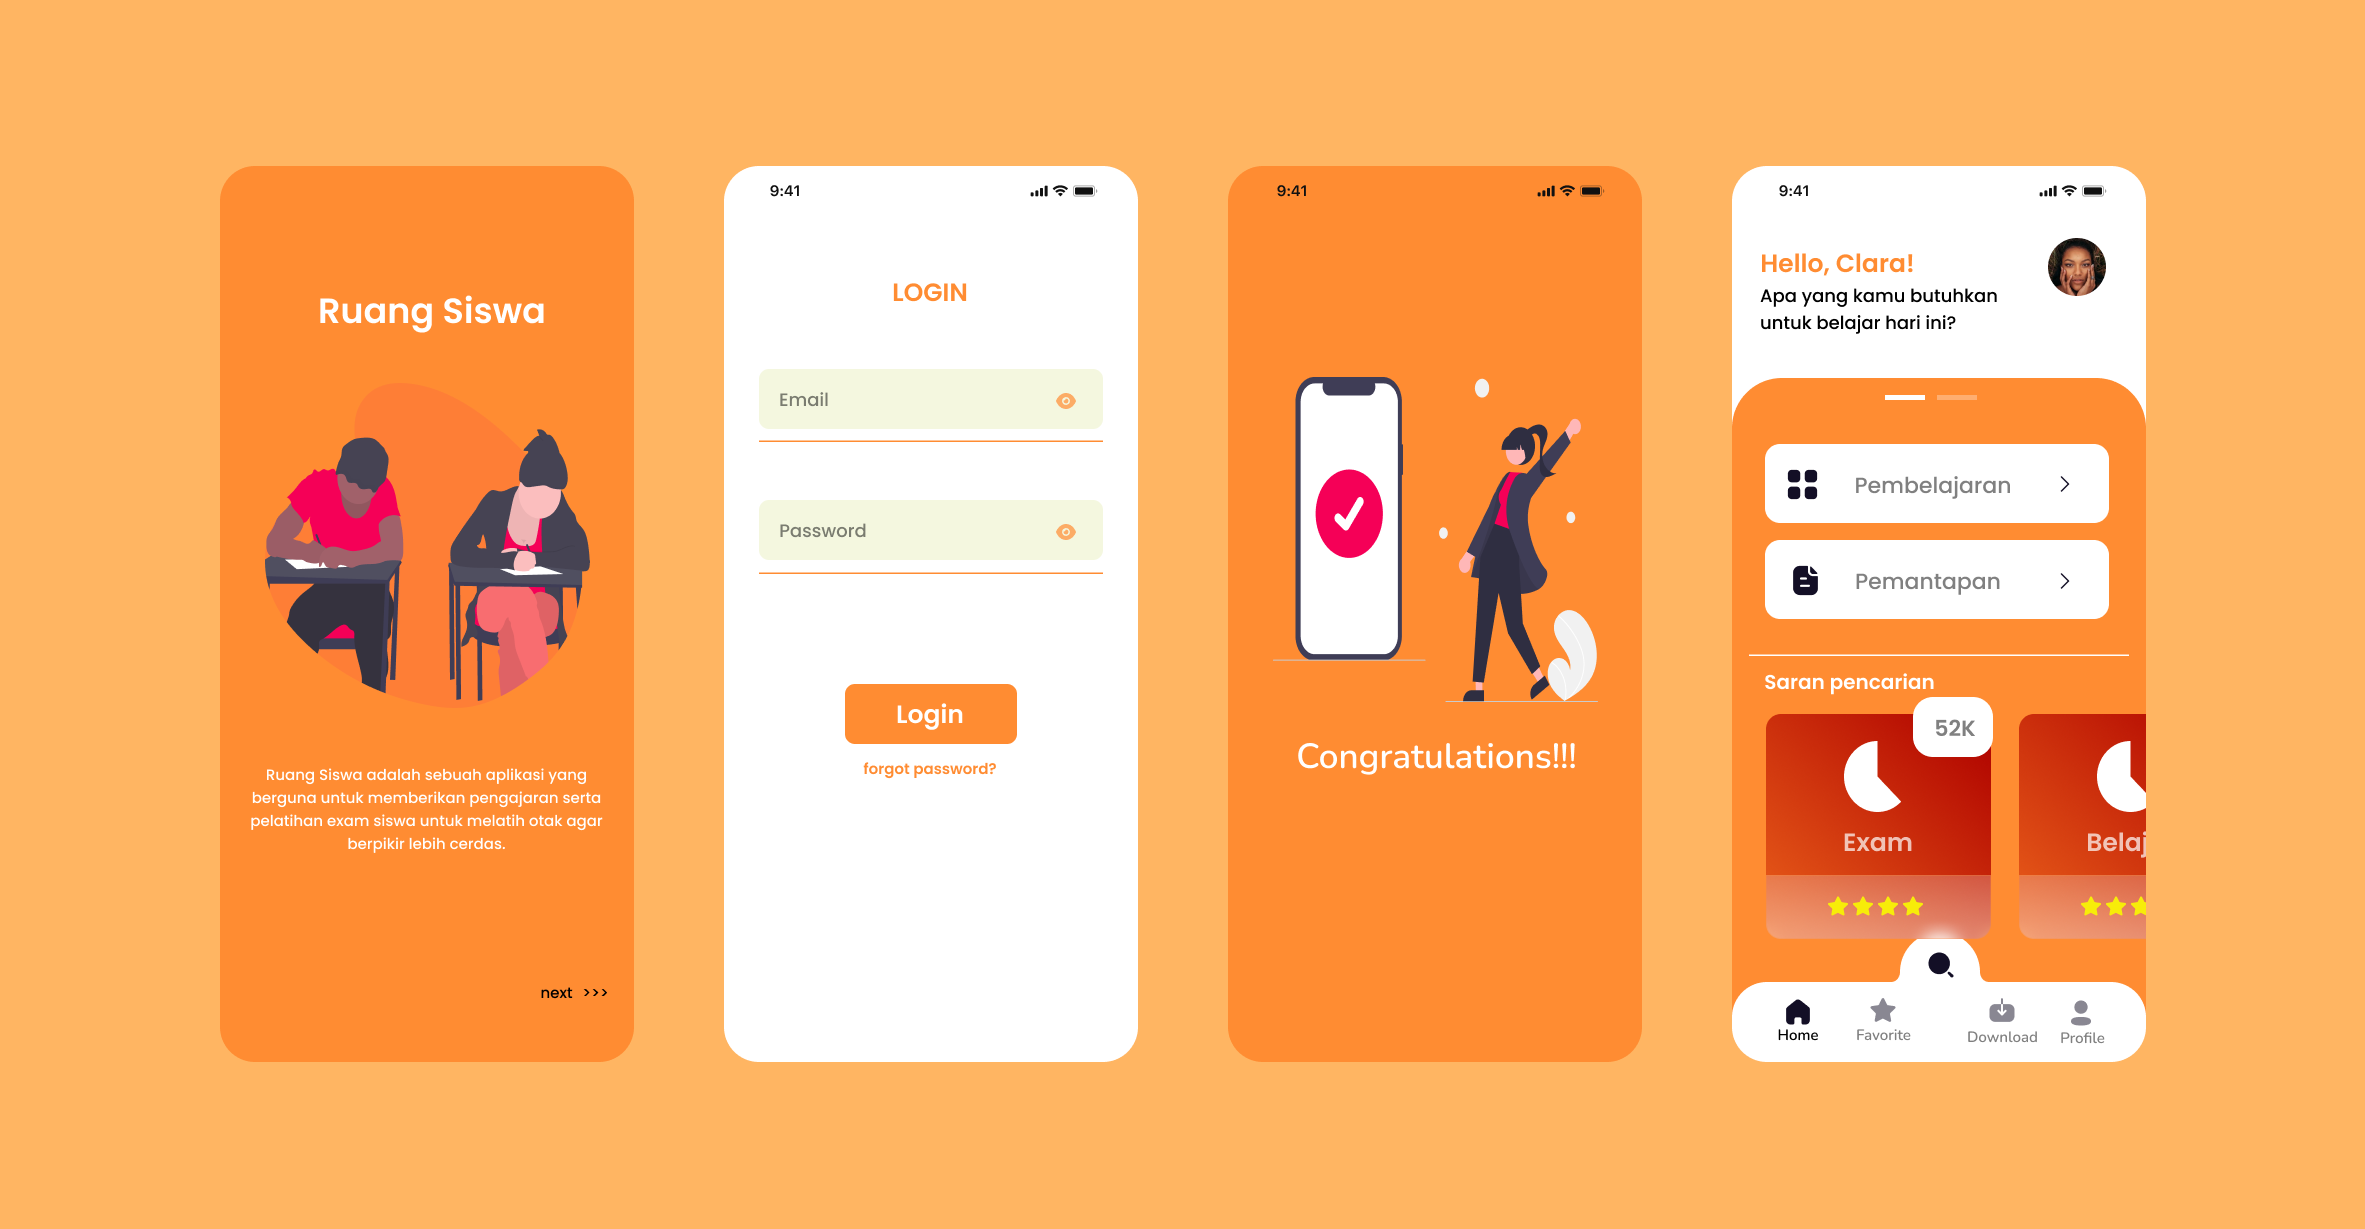 Ruang Siswa
Ruang Siswa adalah sebuah aplikasi yang
berguna untuk memberikan pengajaran serta
pelatihan exam siswa untuk melatih otak agar
berpikir lebih cerdas.
next >>>
9:41
LOGIN
Email
Password
Login
forgot password?
9:41
Congratulations!!!
9:41
Hello, Clara!
Apa yang kamu butuhkan
untuk belajar hari ini?
Pembelajaran
Pemantapan
Saran pencarian
52K
Exam
Belaj
Home
Favorite
Download
Profile